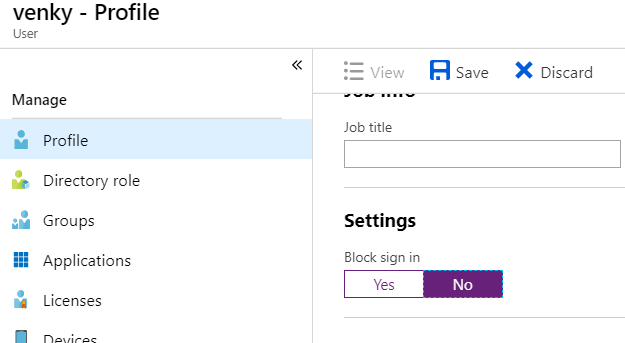 venky - Profile
User
«
View
Save
Discard
Manage
Profile
Directory role
Groups
Applications
Licenses
Devices
Job info
Job title
Settings
Block sign in
Yes
No